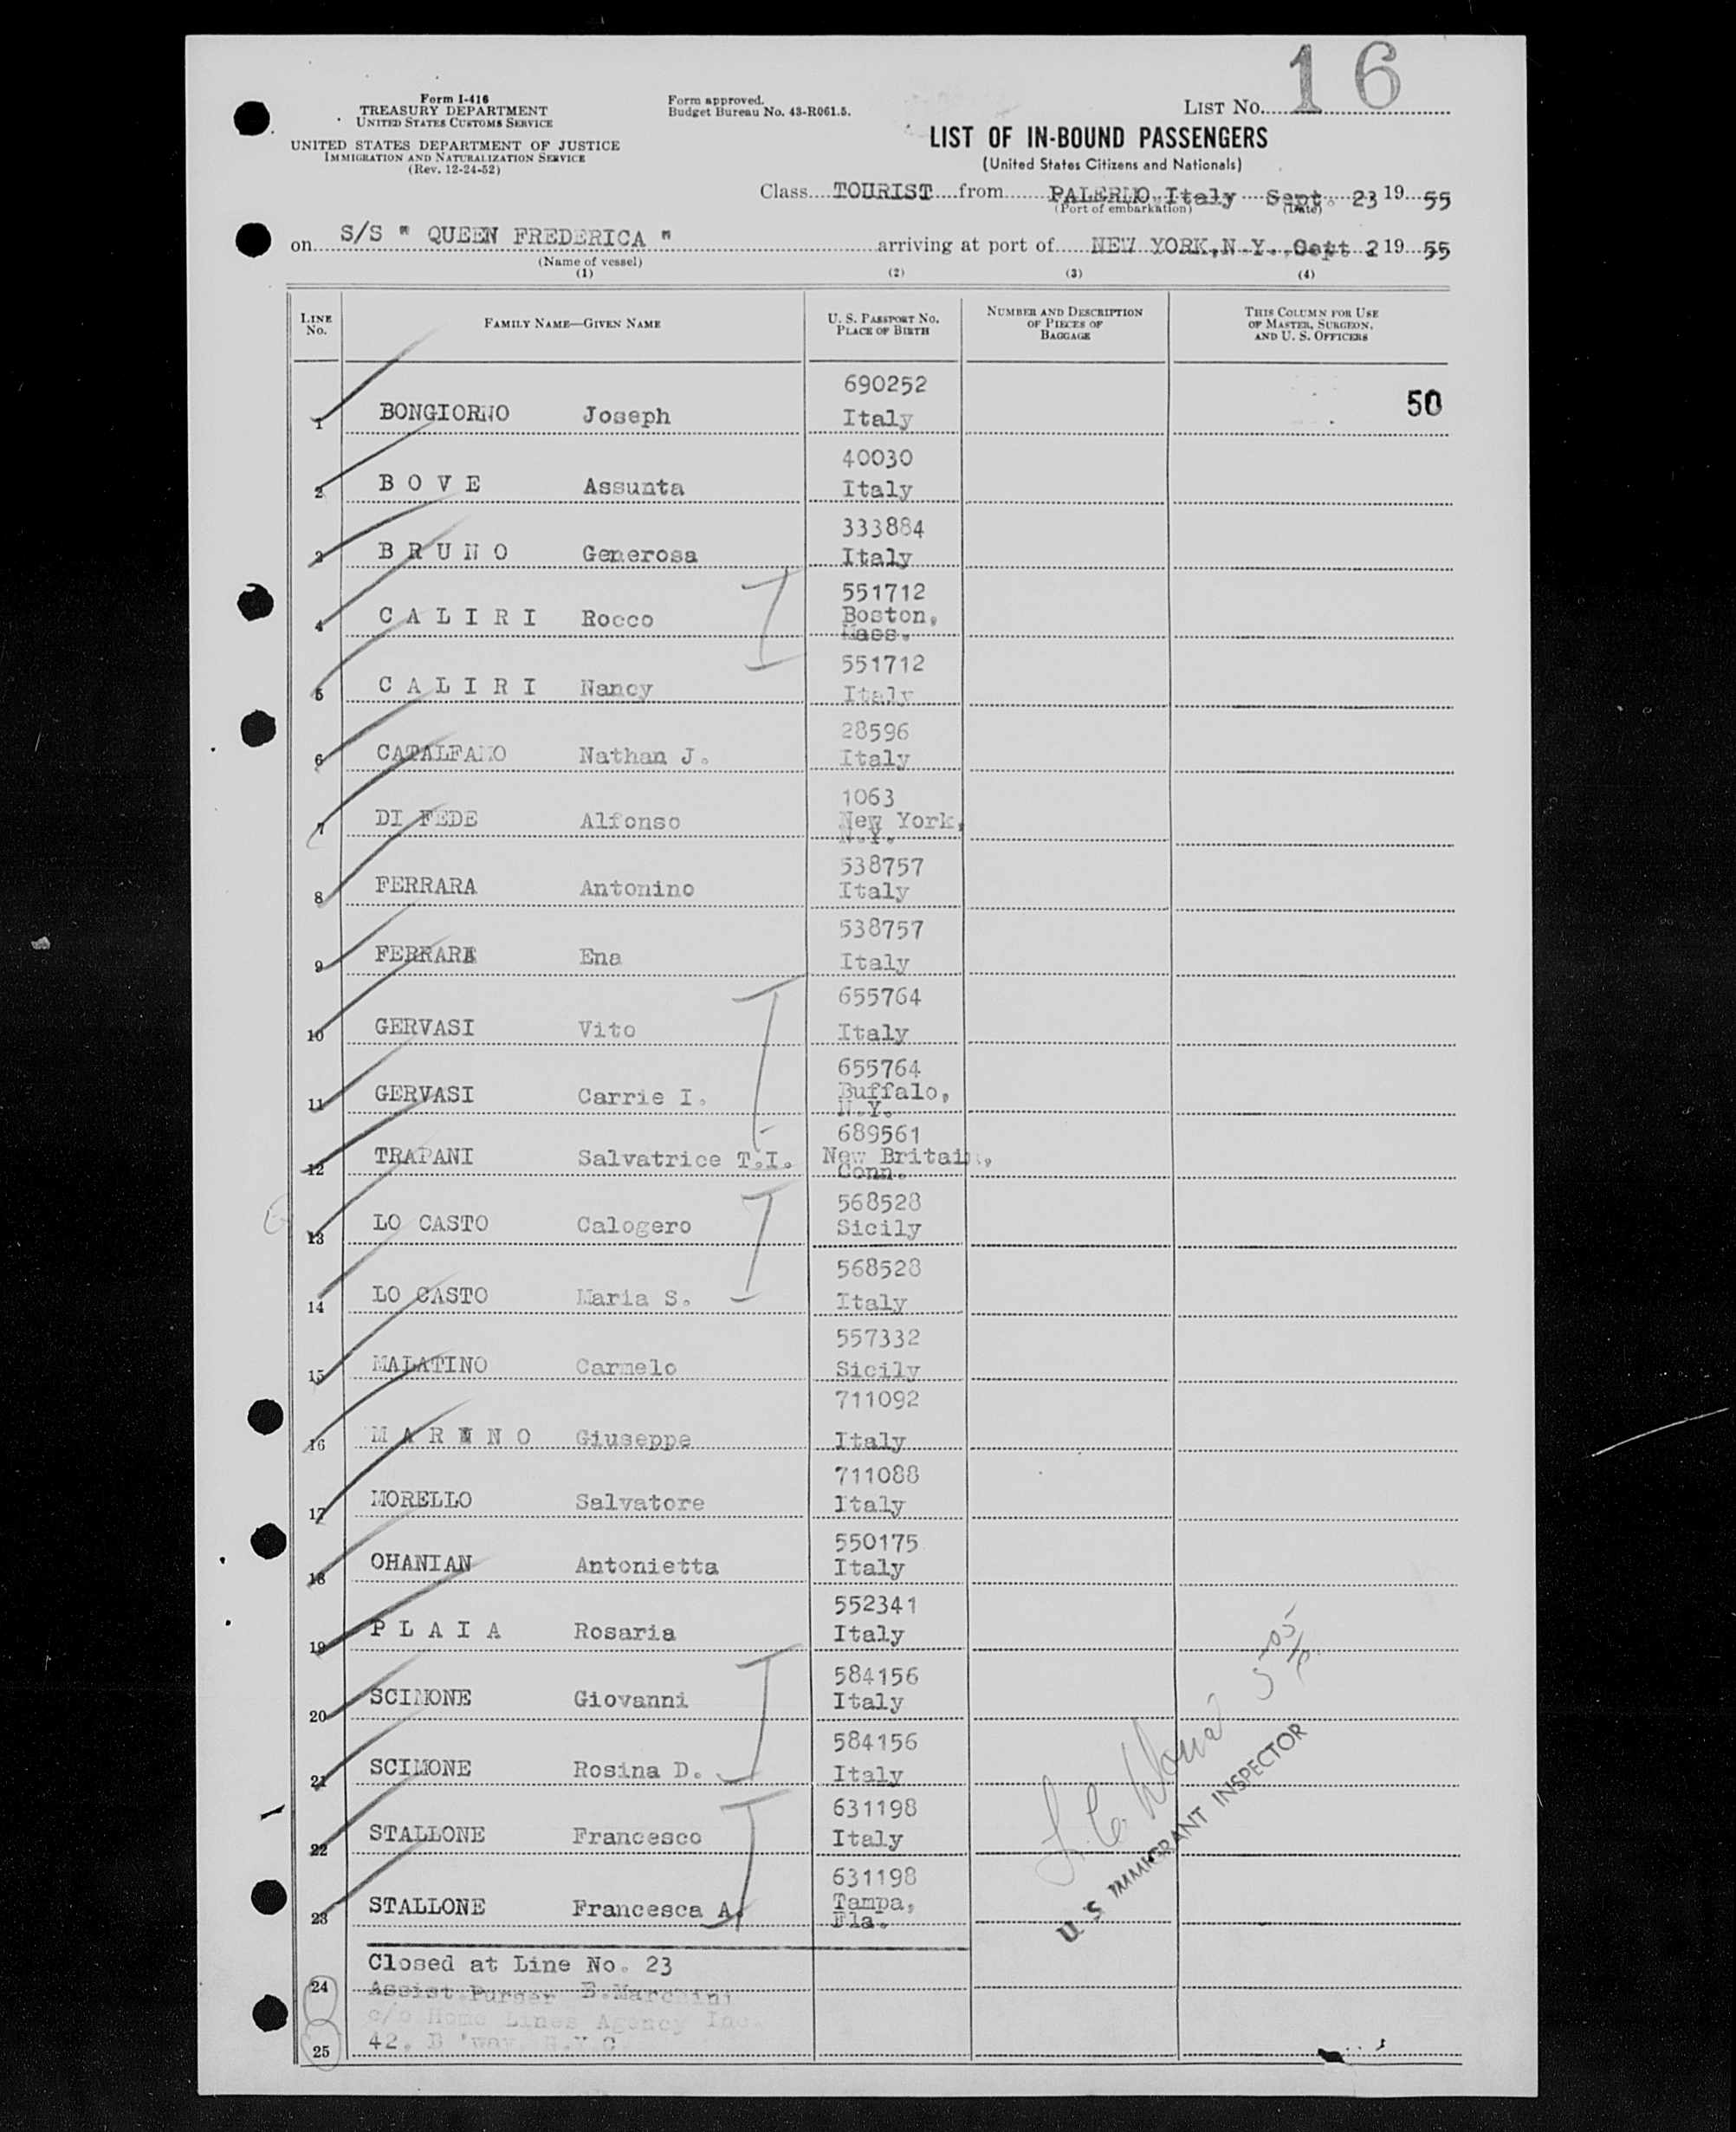 16
Form I-416
TREASURY DEPARTMENT
UNITED STATES CUSTOMS SERVICE
UNITED STATES DEPARTMENT OF JUSTICE
IMMIGRATION AND NATURALIZATION SERVICE
(Rev. 12-24-52)
Form approved.
Budget Bureau No. 43-R061.5.
LIST NO.
LIST OF IN-BOUND PASSENGERS
(United States Citizens and Nationals)
Class TOURIST from PALERMO, Italy Sept. 23 19 55
(Port of embarkation) (Date)
on S/S " QUEEN FREDERICA " arriving at port of NEW YORK, N.Y., 2 19 55
(Name of vessel)
(1) (2) (3) (4)
LINE NO. FAMILY NAME—GIVEN NAME U. S. PASSPORT NO. PLACE OF BIRTH NUMBER AND DESCRIPTION OF PIECES OF BAGGAGE THIS COLUMN FOR USE OF MASTER, SURGEON, AND U. S. OFFICERS
690252
1 BONGIORNO Joseph Italy 50
40030
2 B O V E Assunta Italy
333884
3 B R U N O Generosa Italy
551712
4 C A L I R I Rocco Boston,
Mass.
551712
5 C A L I R I Nancy Italy
28596
6 CATALFAMO Nathan J. Italy
1063
7 DI FEDE Alfonso New York,
N.Y.
538757
8 FERRARA Antonino Italy
538757
9 FERRARA Ena Italy
655764
10 GERVASI Vito Italy
655764
11 GERVASI Carrie I. Buffalo,
N.Y.
689561
12 TRAPANI Salvatrice T.I. New Britain,
Conn.
568528
13 LO CASTO Calogero Sicily
568528
14 LO CASTO Maria S. Italy
557332
15 MALATINO Carmelo Sicily
711092
16 M A R I N O Giuseppe Italy
711088
17 MORELLO Salvatore Italy
550175
18 OHANIAN Antonietta Italy
552341
19 P L A I A Rosaria Italy
584156
20 SCIMONE Giovanni Italy
584156
21 SCIMONE Rosina D. Italy
631198
22 STALLONE Francesco Italy
631198
23 STALLONE Francesca A. Tampa,
Fla.
U S IMMIGRANT INSPECTOR
Closed at Line No. 23
24 Assist.Purser E.Marchini
c/o Home Lines Agency Inc.
25 42, B'way, N.Y.C